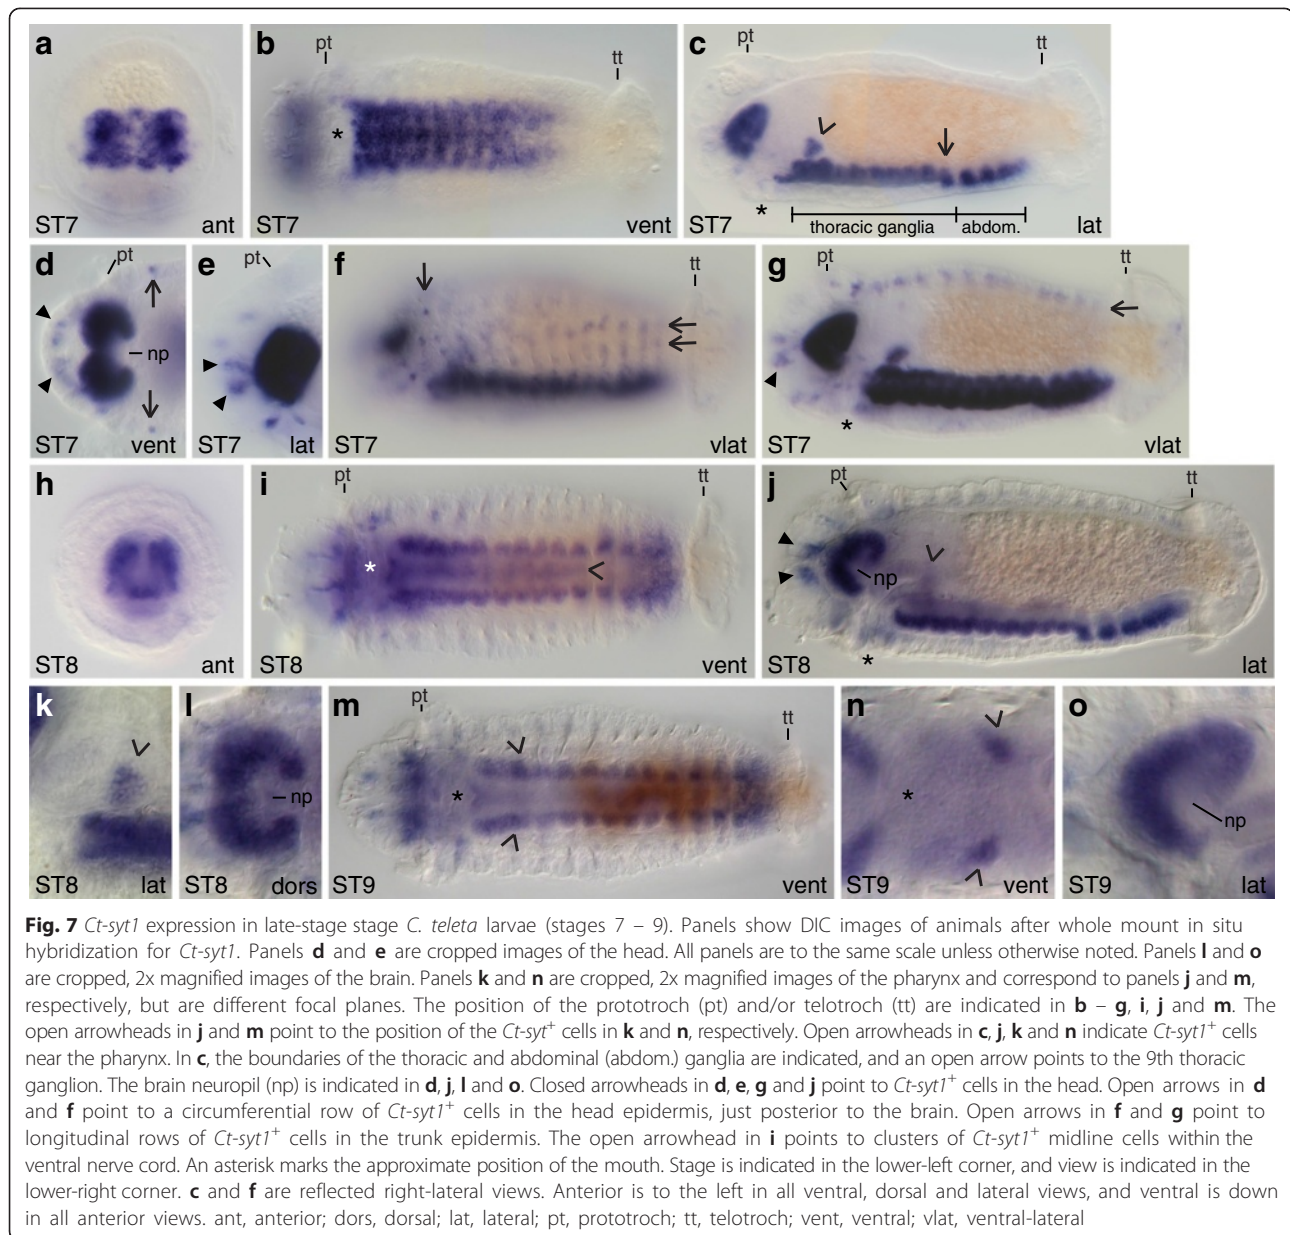 a
ST7
ant
b
pt
tt
*
ST7
vent
c
pt
tt
*
thoracic ganglia
abdom.
ST7
lat
d
pt
np
ST7
vent
e
pt
ST7
lat
f
tt
ST7
vlat
g
pt
tt
*
ST7
vlat
h
ST8
ant
i
pt
tt
*
ST8
vent
j
pt
tt
np
*
ST8
lat
k
ST8
lat
l
np
ST8
dors
m
pt
tt
*
ST9
vent
n
*
ST9
vent
o
np
ST9
lat
Fig. 7 Ct-syt1 expression in late-stage stage C. teleta larvae (stages 7 – 9). Panels show DIC images of animals after whole mount in situ
hybridization for Ct-syt1. Panels d and e are cropped images of the head. All panels are to the same scale unless otherwise noted. Panels l and o
are cropped, 2x magnified images of the brain. Panels k and n are cropped, 2x magnified images of the pharynx and correspond to panels j and m,
respectively, but are different focal planes. The position of the prototroch (pt) and/or telotroch (tt) are indicated in b – g, i, j and m. The
open arrowheads in j and m point to the position of the Ct-syt⁺ cells in k and n, respectively. Open arrowheads in c, j, k and n indicate Ct-syt1⁺ cells
near the pharynx. In c, the boundaries of the thoracic and abdominal (abdom.) ganglia are indicated, and an open arrow points to the 9th thoracic
ganglion. The brain neuropil (np) is indicated in d, j, l and o. Closed arrowheads in d, e, g and j point to Ct-syt1⁺ cells in the head. Open arrows in d
and f point to a circumferential row of Ct-syt1⁺ cells in the head epidermis, just posterior to the brain. Open arrows in f and g point to
longitudinal rows of Ct-syt1⁺ cells in the trunk epidermis. The open arrowhead in i points to clusters of Ct-syt1⁺ midline cells within the
ventral nerve cord. An asterisk marks the approximate position of the mouth. Stage is indicated in the lower-left corner, and view is indicated in the
lower-right corner. c and f are reflected right-lateral views. Anterior is to the left in all ventral, dorsal and lateral views, and ventral is down
in all anterior views. ant, anterior; dors, dorsal; lat, lateral; pt, prototroch; tt, telotroch; vent, ventral; vlat, ventral-lateral